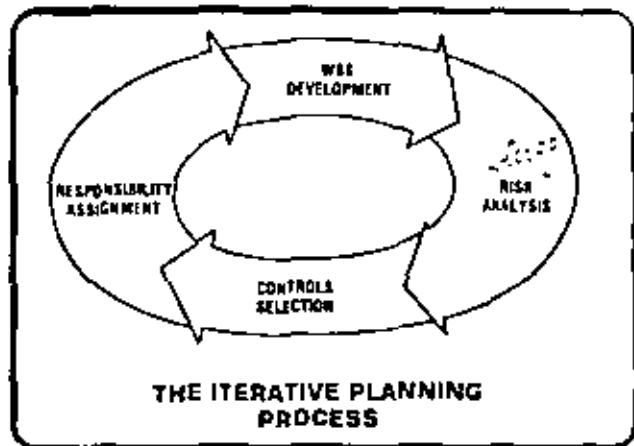 WBS
DEVELOPMENT
RESPONSIBILITY
ASSIGNMENT
RISK
ANALYSIS
CONTROLS
SELECTION
THE ITERATIVE PLANNING
PROCESS